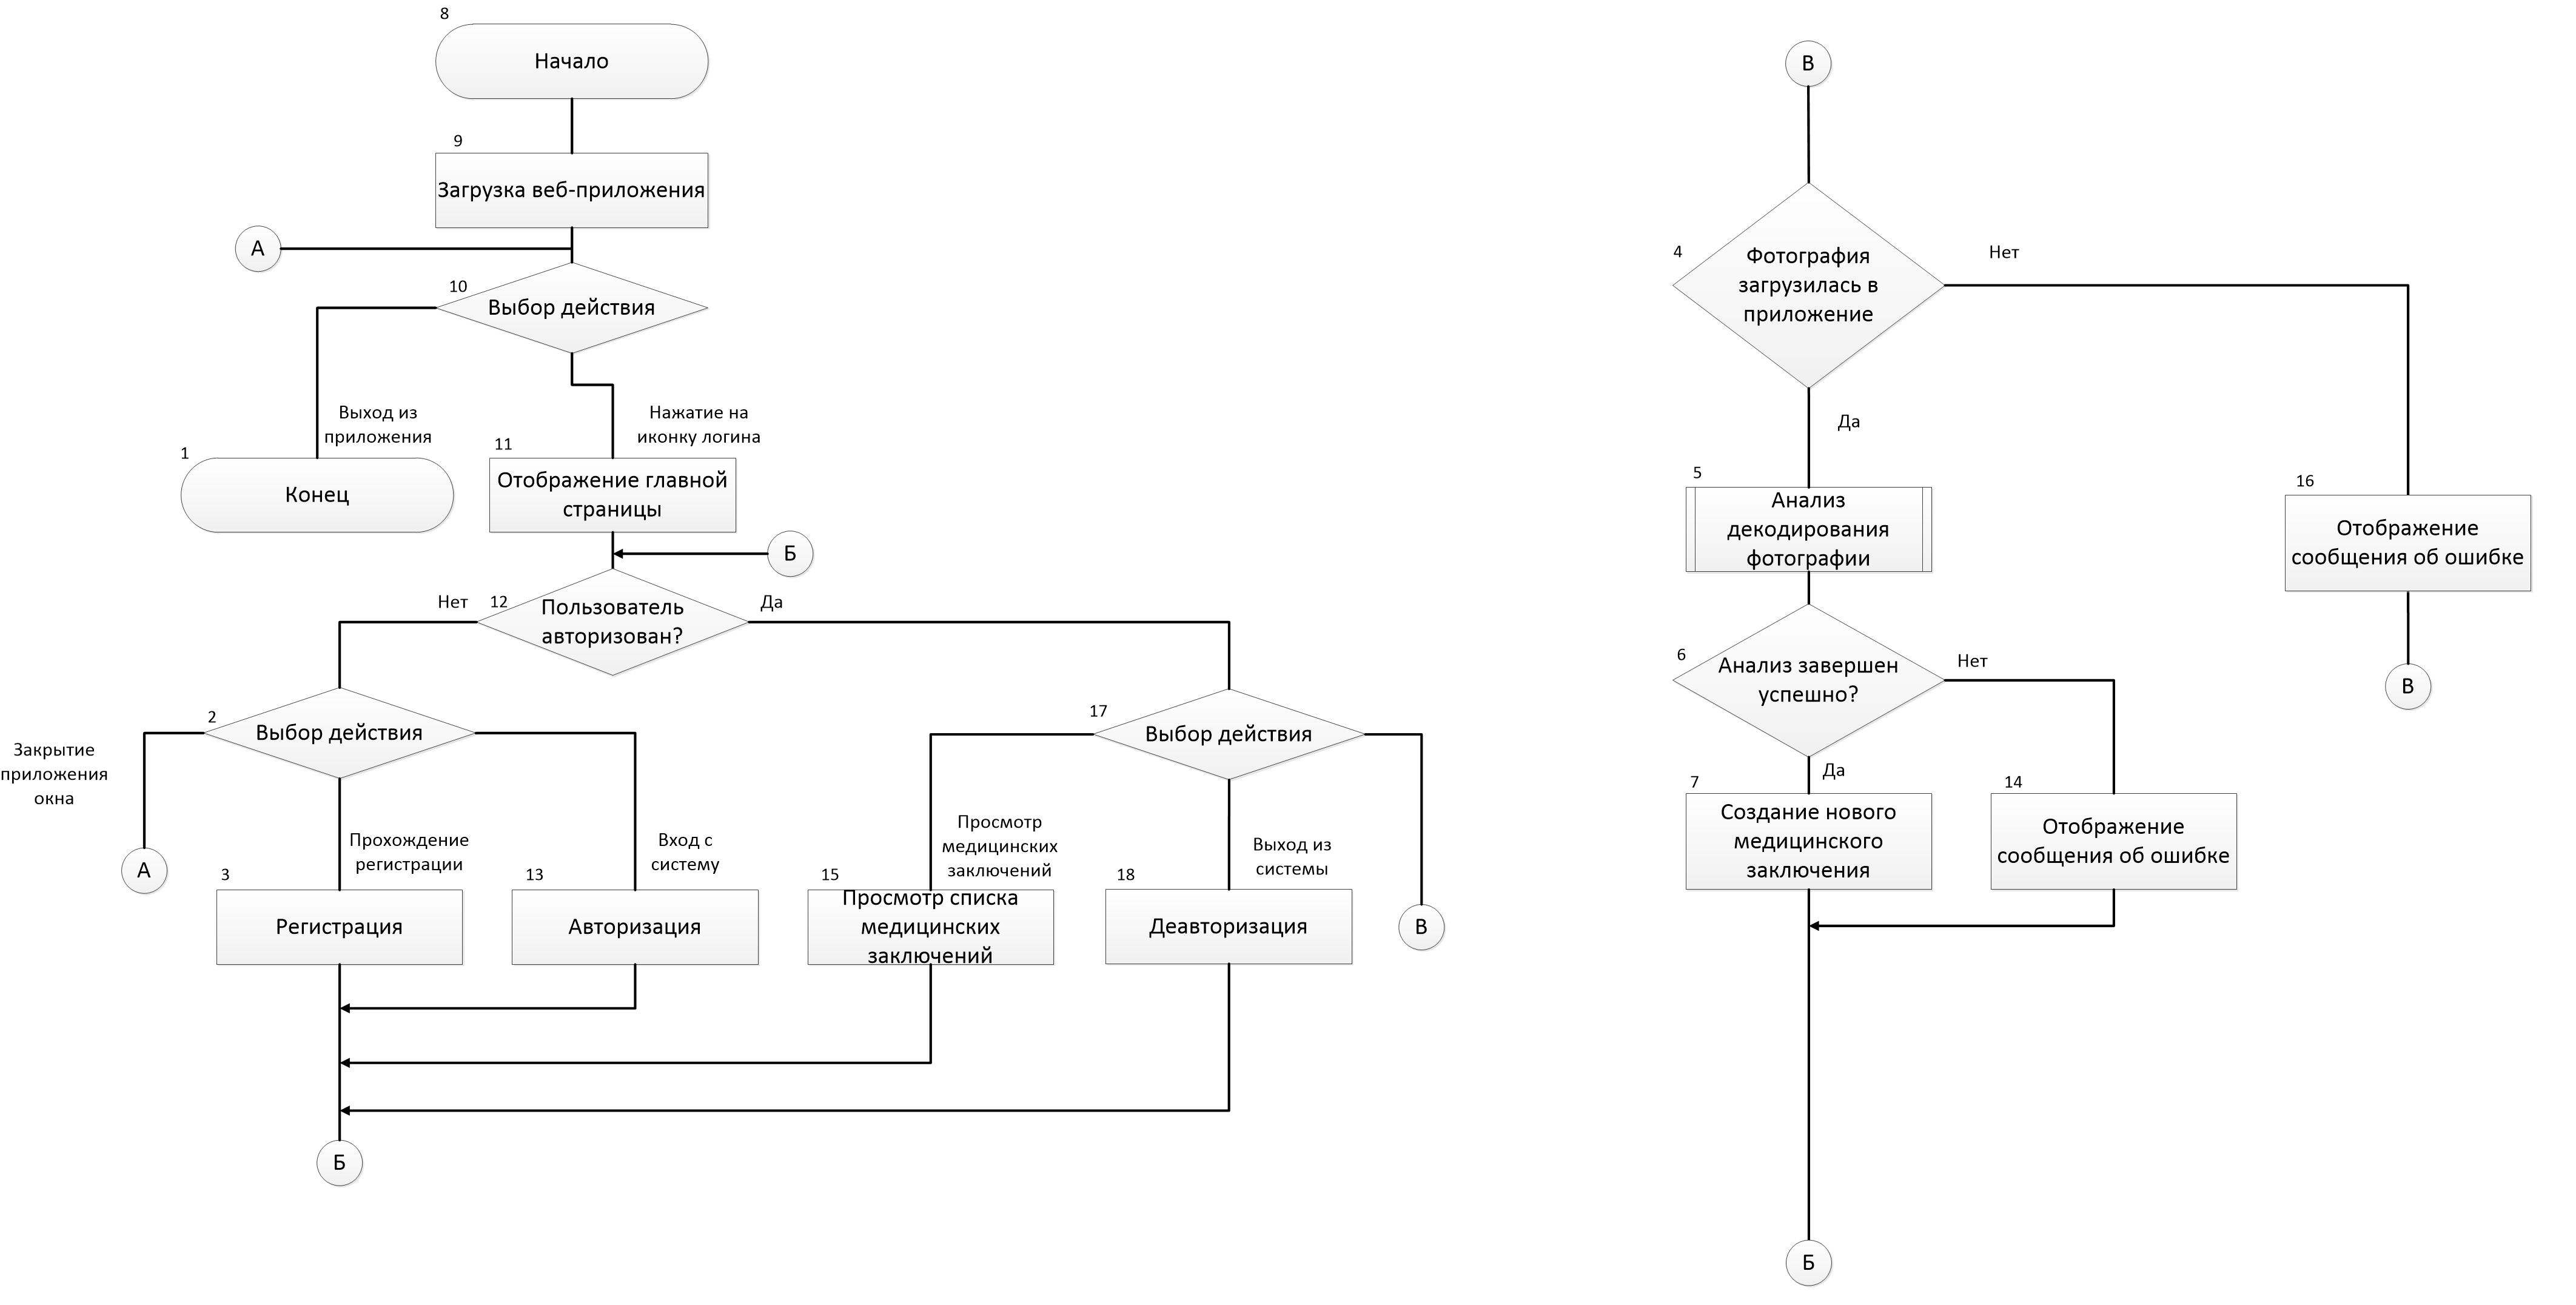 8
Начало
9
Загрузка веб-приложения
А
10
Выбор действия
Выход из
приложения
Нажатие на
иконку логина
1
Конец
11
Отображение главной
страницы
Б
Нет
12
Пользователь
авторизован?
Да
2
Выбор действия
17
Выбор действия
Закрытие
приложения
окна
А
Прохождение
регистрации
Вход с
систему
Просмотр
медицинских
заключений
Выход из
системы
3
Регистрация
13
Авторизация
15
Просмотр списка
медицинских
заключений
18
Деавторизация
В
Б
В
4
Фотография
загрузилась в
приложение
Нет
Да
5
Анализ
декодирования
фотографии
16
Отображение
сообщения об ошибке
В
6
Анализ завершен
успешно?
Нет
Да
7
Создание нового
медицинского
заключения
14
Отображение
сообщения об ошибке
Б